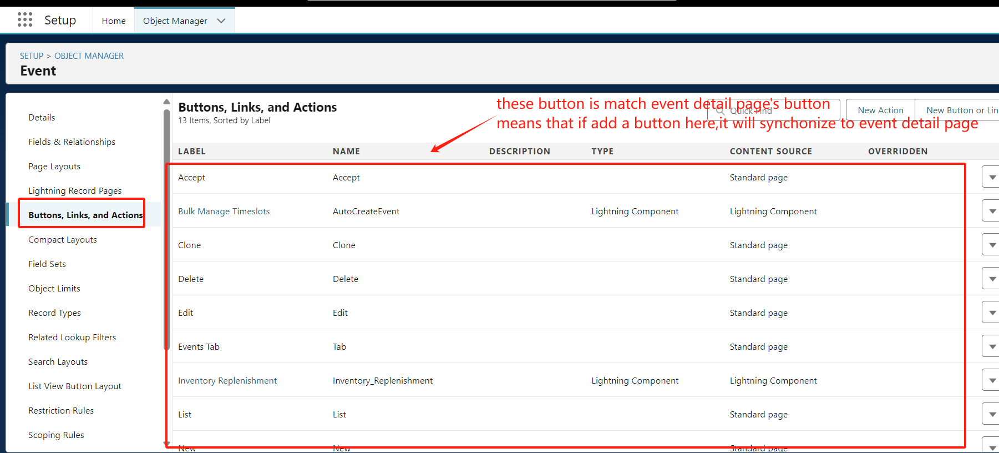 Setup
Home
Object Manager
SETUP > OBJECT MANAGER
Event
Details
Fields & Relationships
Page Layouts
Lightning Record Pages
Buttons, Links, and Actions
Compact Layouts
Field Sets
Object Limits
Record Types
Related Lookup Filters
Search Layouts
List View Button Layout
Restriction Rules
Scoping Rules
Buttons, Links, and Actions
13 Items, Sorted by Label
these button is match event detail page's button
means that if add a button here,it will synchonize to event detail page
Quick Find
New Action
New Button or Lin
LABEL NAME DESCRIPTION TYPE CONTENT SOURCE OVERRIDDEN
Accept Accept Standard page
Bulk Manage Timeslots AutoCreateEvent Lightning Component Lightning Component
Clone Clone Standard page
Delete Delete Standard page
Edit Edit Standard page
Events Tab Tab Standard page
Inventory Replenishment Inventory_Replenishment Lightning Component Lightning Component
List List Standard page
New New Standard page